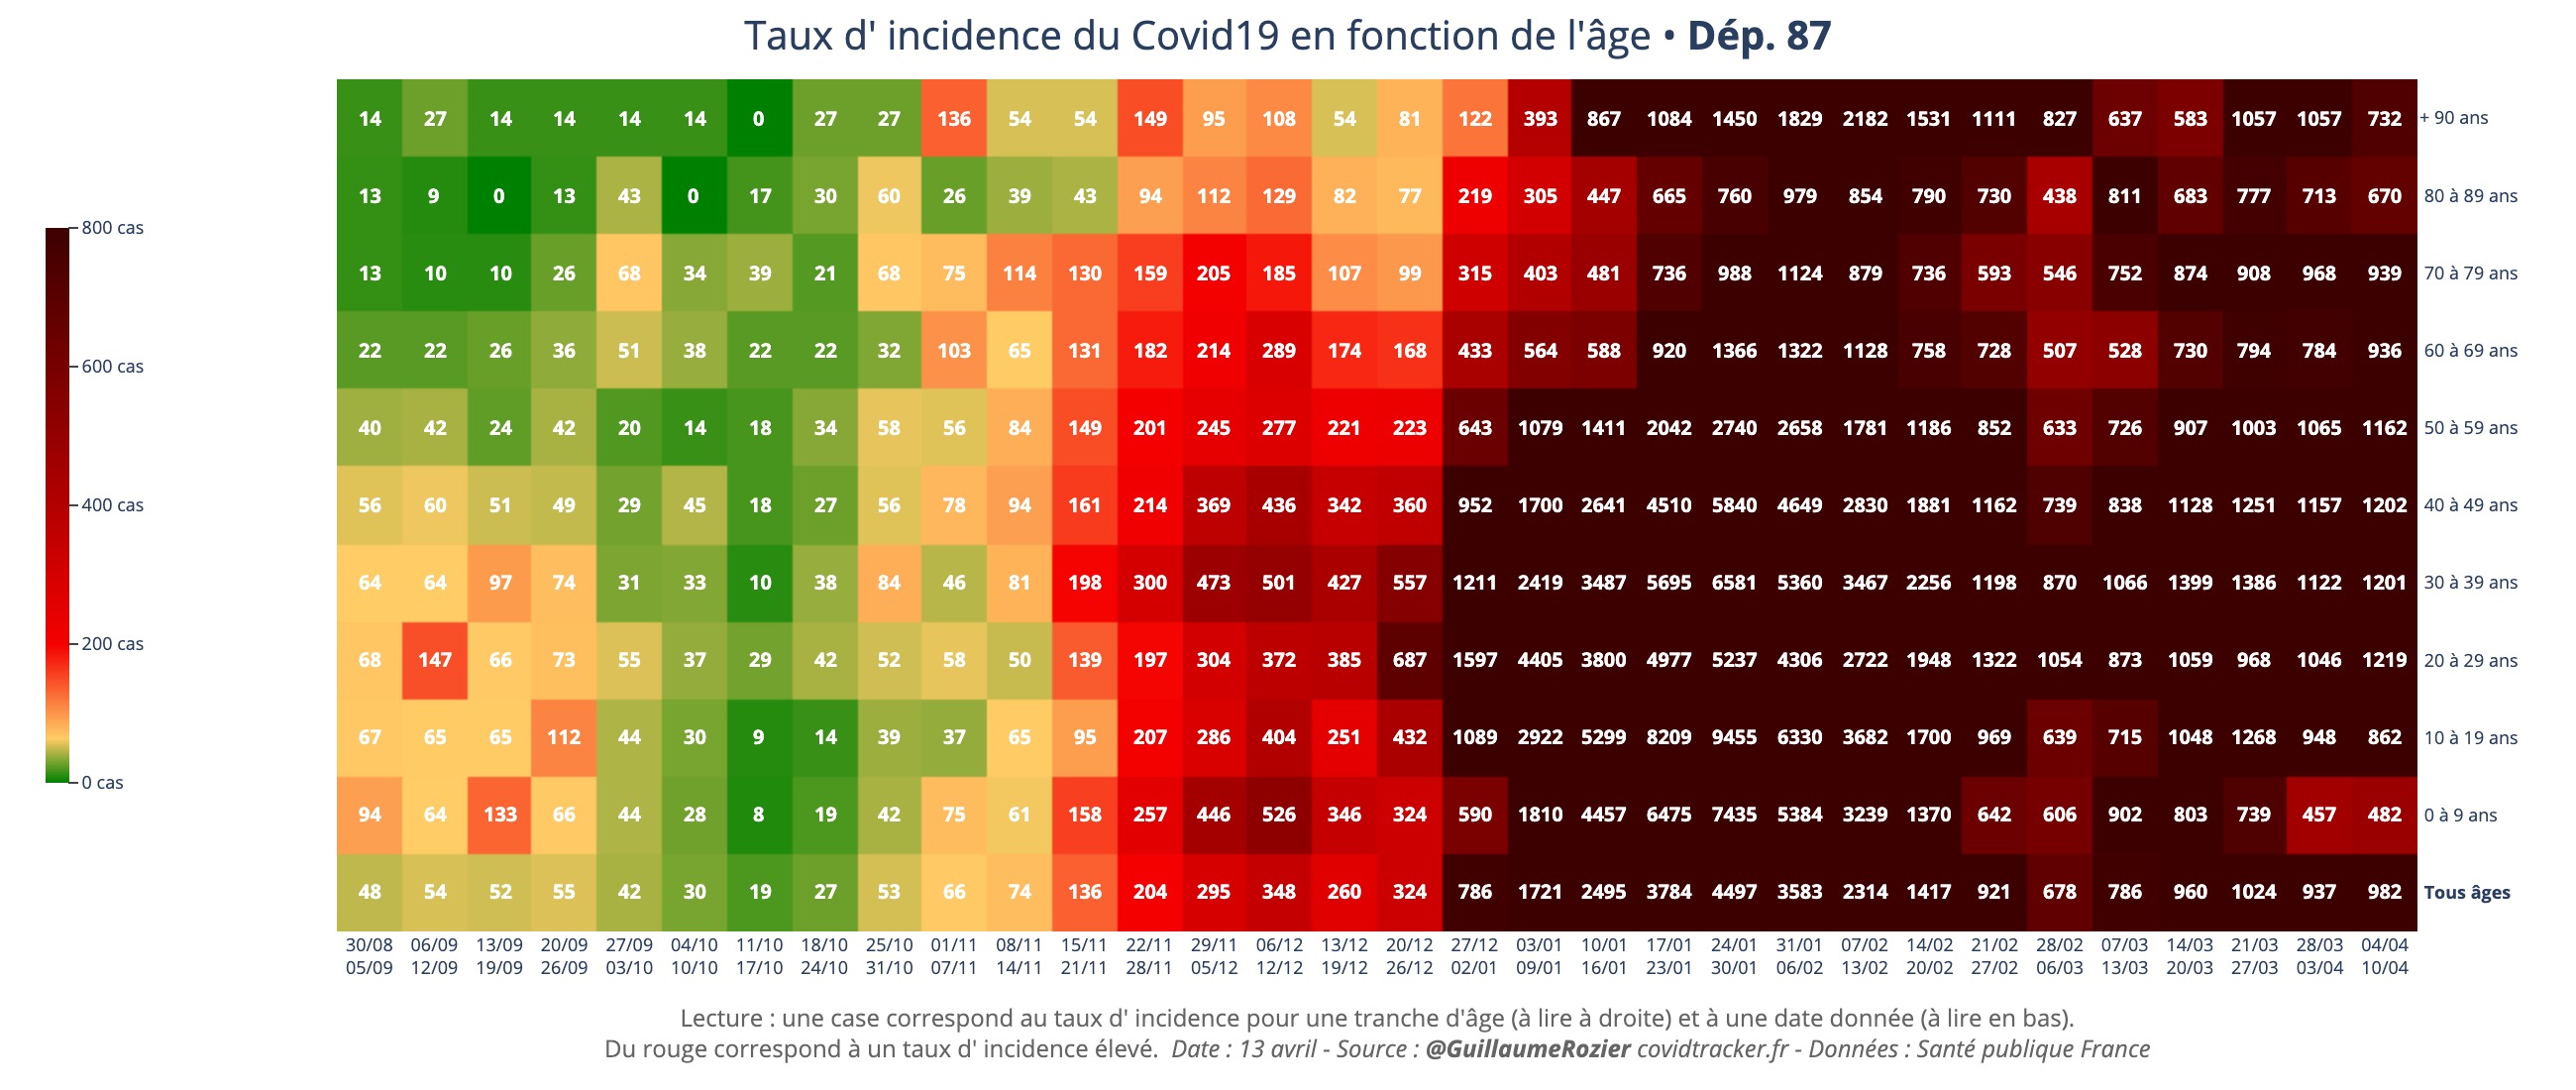 Taux d' incidence du Covid19 en fonction de l'âge • Dép. 87
14 27 14 14 14 14 0 27 27 136 54 54 149 95 108 54 81 122 393 867 1084 1450 1829 2182 1531 1111 827 637 583 1057 1057 732 + 90 ans
13 9 0 13 43 0 17 30 60 26 39 43 94 112 129 82 77 219 305 447 665 760 979 854 790 730 438 811 683 777 713 670 80 à 89 ans
800 cas
13 10 10 26 68 34 39 21 68 75 114 130 159 205 185 107 99 315 403 481 736 988 1124 879 736 593 546 752 874 908 968 939 70 à 79 ans
22 22 26 36 51 38 22 22 32 103 65 131 182 214 289 174 168 433 564 588 920 1366 1322 1128 758 728 507 528 730 794 784 936 60 à 69 ans
600 cas
40 42 24 42 20 14 18 34 58 56 84 149 201 245 277 221 223 643 1079 1411 2042 2740 2658 1781 1186 852 633 726 907 1003 1065 1162 50 à 59 ans
400 cas
56 60 51 49 29 45 18 27 56 78 94 161 214 369 436 342 360 952 1700 2641 4510 5840 4649 2830 1881 1162 739 838 1128 1251 1157 1202 40 à 49 ans
64 64 97 74 31 33 10 38 84 46 81 198 300 473 501 427 557 1211 2419 3487 5695 6581 5360 3467 2256 1198 870 1066 1399 1386 1122 1201 30 à 39 ans
200 cas
68 147 66 73 55 37 29 42 52 58 50 139 197 304 372 385 687 1597 4405 3800 4977 5237 4306 2722 1948 1322 1054 873 1059 968 1046 1219 20 à 29 ans
67 65 65 112 44 30 9 14 39 37 65 95 207 286 404 251 432 1089 2922 5299 8209 9455 6330 3682 1700 969 639 715 1048 1268 948 862 10 à 19 ans
0 cas
94 64 133 66 44 28 8 19 42 75 61 158 257 446 526 346 324 590 1810 4457 6475 7435 5384 3239 1370 642 606 902 803 739 457 482 0 à 9 ans
48 54 52 55 42 30 19 27 53 66 74 136 204 295 348 260 324 786 1721 2495 3784 4497 3583 2314 1417 921 678 786 960 1024 937 982 Tous âges
30/08 06/09 13/09 20/09 27/09 04/10 11/10 18/10 25/10 01/11 08/11 15/11 22/11 29/11 06/12 13/12 20/12 27/12 03/01 10/01 17/01 24/01 31/01 07/02 14/02 21/02 28/02 07/03 14/03 21/03 28/03 04/04
05/09 12/09 19/09 26/09 03/10 10/10 17/10 24/10 31/10 07/11 14/11 21/11 28/11 05/12 12/12 19/12 26/12 02/01 09/01 16/01 23/01 30/01 06/02 13/02 20/02 27/02 06/03 13/03 20/03 27/03 03/04 10/04
Lecture : une case correspond au taux d' incidence pour une tranche d'âge (à lire à droite) et à une date donnée (à lire en bas).
Du rouge correspond à un taux d' incidence élevé. Date : 13 avril - Source : @GuillaumeRozier covidtracker.fr - Données : Santé publique France